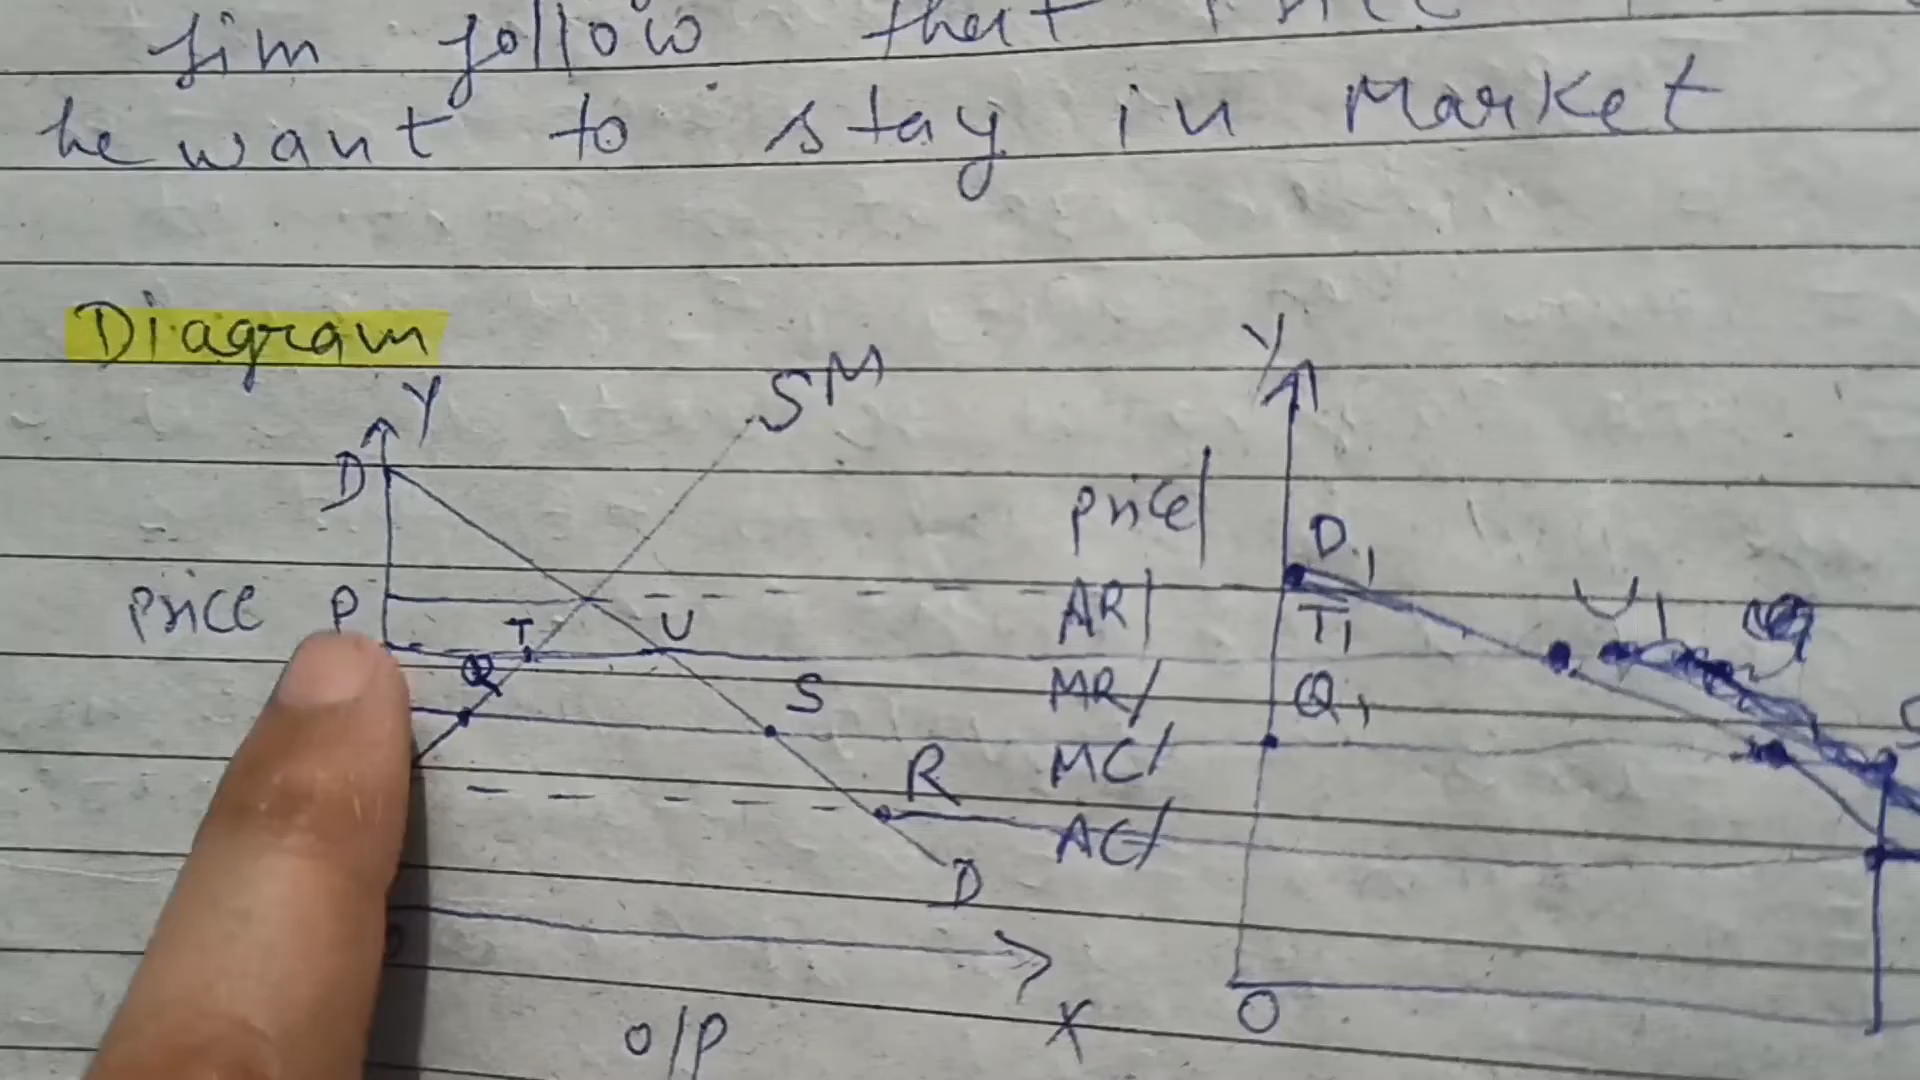 firm follow that
he want to stay in Market
Diagram
Y
S M
Y
D
price/
D1
price P
T
U
AR/
T1
U1
Q
S
MR/
Q1
R
MC/
AC/
D
O
O/P
X